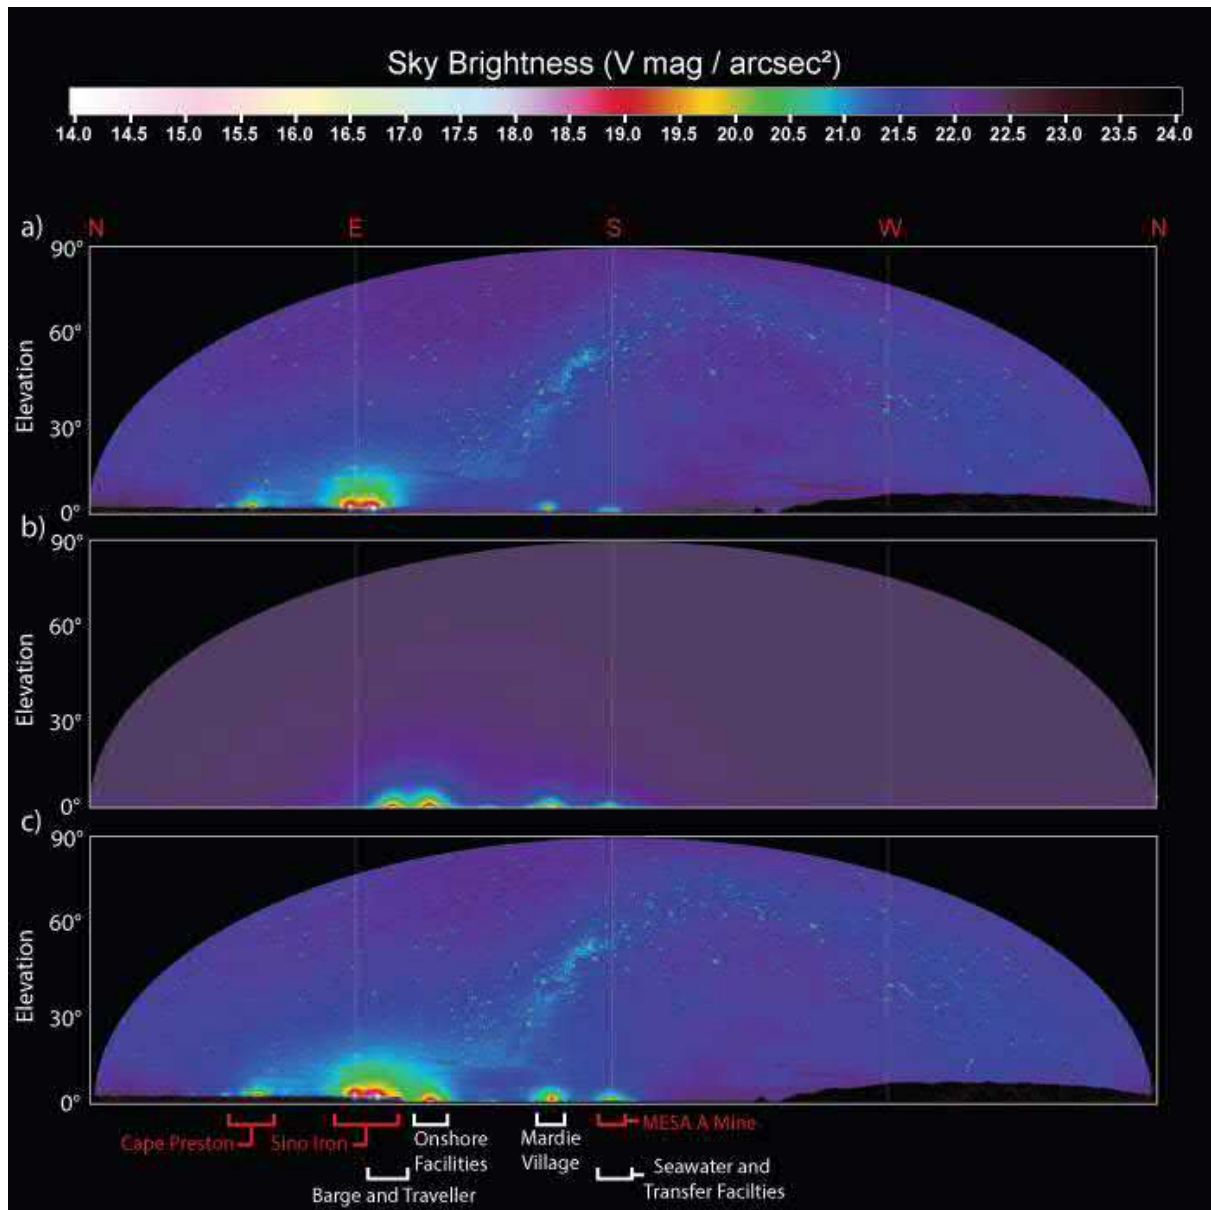 Sky Brightness (V mag / arcsec²)
14.0 14.5 15.0 15.5 16.0 16.5 17.0 17.5 18.0 18.5 19.0 19.5 20.0 20.5 21.0 21.5 22.0 22.5 23.0 23.5 24.0
a)
N E S W N
90°
60°
30°
0°
Elevation
b)
90°
60°
30°
0°
Elevation
c)
90°
60°
30°
0°
Elevation
Cape Preston
Sino Iron
Onshore
Facilities
Mardie
Village
MESA A Mine
Barge and Traveller
Seawater and
Transfer Facilties